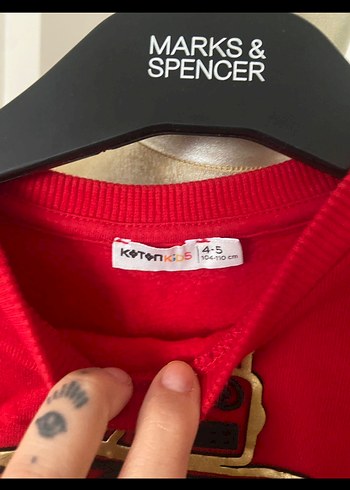 MARKS &
SPENCER
KOTON KiDS 4-5
104-110 cm